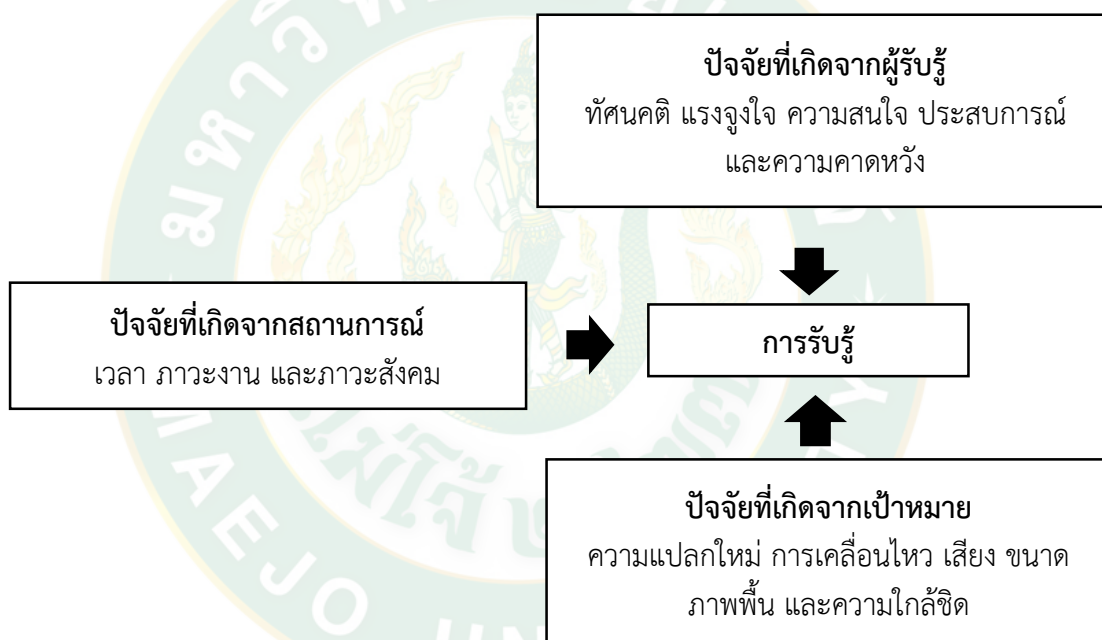 ปัจจัยที่เกิดจากผู้รับรู้
ทัศนคติ แรงจูงใจ ความสนใจ ประสบการณ์
และความคาดหวัง
ปัจจัยที่เกิดจากสถานการณ์
เวลา ภาวะงาน และภาวะสังคม
การรับรู้
ปัจจัยที่เกิดจากเป้าหมาย
ความแปลกใหม่ การเคลื่อนไหว เสียง ขนาด
ภาพพื้น และความใกล้ชิด
MAEJO